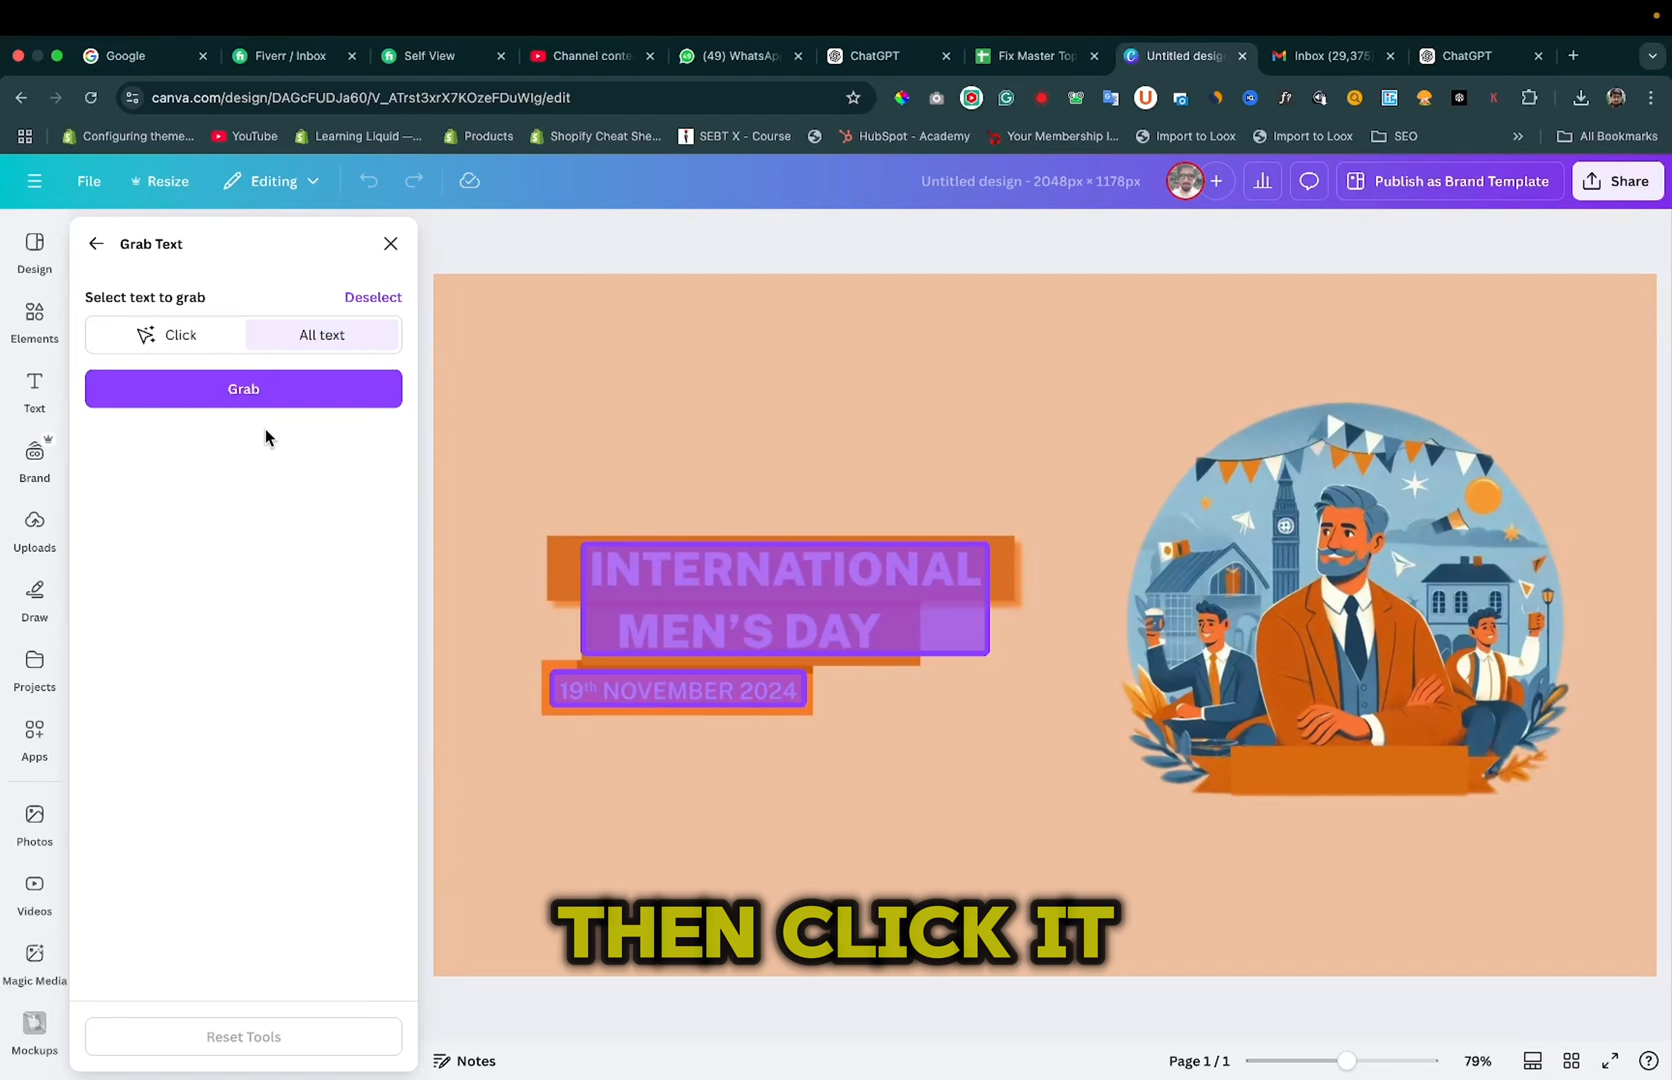 Google
Fiverr / Inbox
Self View
Channel conte
(49) WhatsApp
ChatGPT
Fix Master Top
Untitled desig
Inbox (29,375
ChatGPT
canva.com/design/DAGcFUDJa60/V_ATrst3xrX7KOzeFDuWIg/edit
Configuring theme...
YouTube
Learning Liquid —...
Products
Shopify Cheat She...
SEBT X - Course
HubSpot - Academy
Your Membership I...
Import to Loox
Import to Loox
SEO
»
All Bookmarks
File
Resize
Editing
Untitled design - 2048px × 1178px
Publish as Brand Template
Share
Design
Elements
Text
Brand
Uploads
Draw
Projects
Apps
Photos
Videos
Magic Media
Mockups
Grab Text
Select text to grab
Deselect
Click
All text
Grab
Reset Tools
INTERNATIONAL
MEN'S DAY
19th NOVEMBER 2024
THEN CLICK IT
Notes
Page 1 / 1
79%